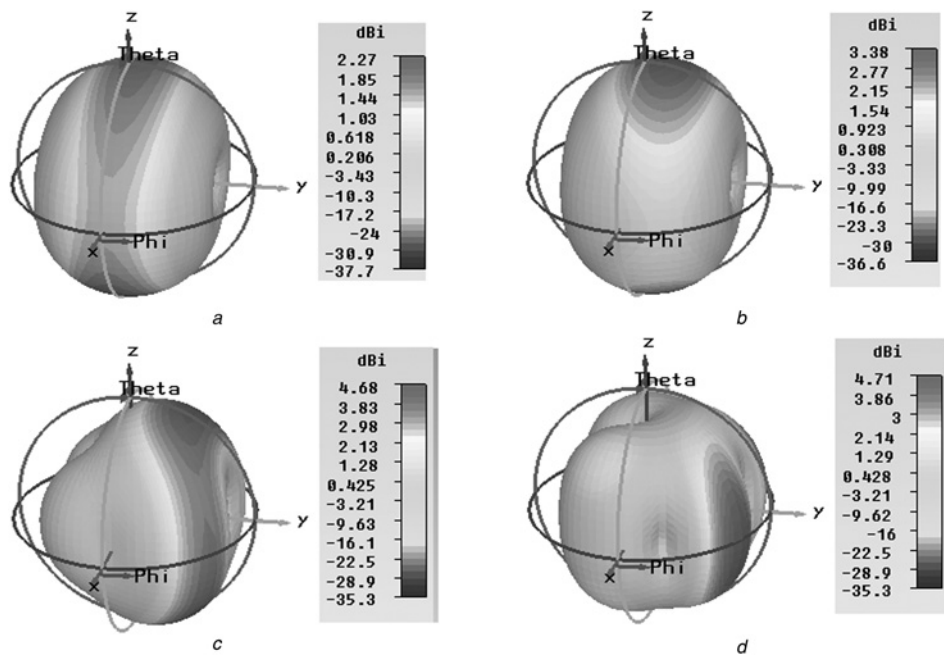 z
Theta
y
Phi
x
dBi
2.27
1.85
1.44
1.03
0.618
0.206
-3.43
-10.3
-17.2
-24
-30.9
-37.7
a
z
Theta
y
Phi
x
dBi
3.38
2.77
2.15
1.54
0.923
0.308
-3.33
-9.99
-16.6
-23.3
-30
-36.6
b
z
Theta
y
Phi
x
dBi
4.68
3.83
2.98
2.13
1.28
0.425
-3.21
-9.63
-16.1
-22.5
-28.9
-35.3
c
z
Theta
y
Phi
x
dBi
4.71
3.86
3
2.14
1.29
0.428
-3.21
-9.62
-16
-22.5
-28.9
-35.3
d